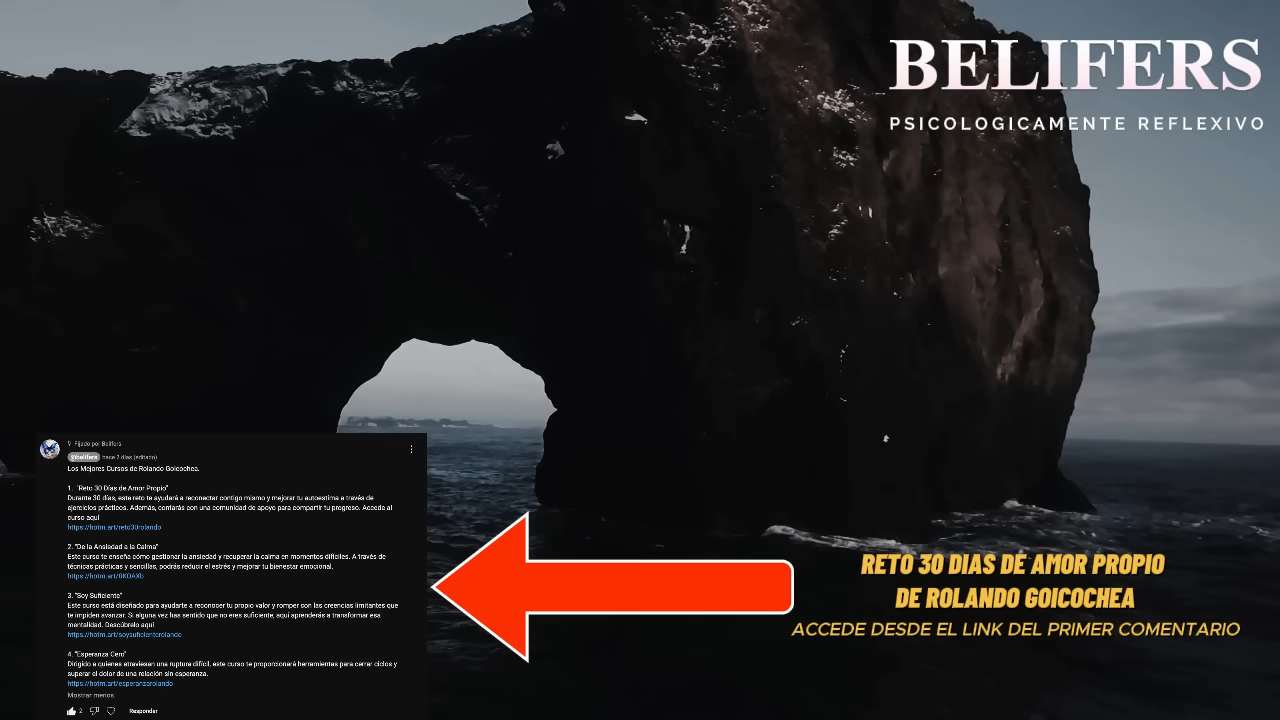 BELIFERS
PSICOLOGICAMENTE REFLEXIVO
Fijado por Belifers
@belifers hace 2 días (editado)
Los Mejores Cursos de Rolando Goicochea.
1. "Reto 30 Días de Amor Propio"
Durante 30 días, este reto te ayudará a reconectar contigo mismo y mejorar tu autoestima a través de
ejercicios prácticos. Además, contarás con una comunidad de apoyo para compartir tu progreso. Accede al
curso aquí
https://hotm.art/reto30rolando
2. "De la Ansiedad a la Calma"
Este curso te enseña cómo gestionar la ansiedad y recuperar la calma en momentos difíciles. A través de
técnicas prácticas y sencillas, podrás reducir el estrés y mejorar tu bienestar emocional.
https://hotm.art/0KOAXb
3. "Soy Suficiente"
Este curso está diseñado para ayudarte a reconocer tu propio valor y romper con las creencias limitantes que
te impiden avanzar. Si alguna vez has sentido que no eres suficiente, aquí aprenderás a transformar esa
mentalidad. Descúbrelo aquí
https://hotm.art/soysuficienterolando
4. "Esperanza Cero"
Dirigido a quienes atraviesan una ruptura difícil, este curso te proporcionará herramientas para cerrar ciclos y
superar el dolor de una relación sin esperanza.
https://hotm.art/esperanzarolando
Mostrar menos
2 Responder
RETO 30 DIAS DE AMOR PROPIO
DE ROLANDO GOICOCHEA
ACCEDE DESDE EL LINK DEL PRIMER COMENTARIO